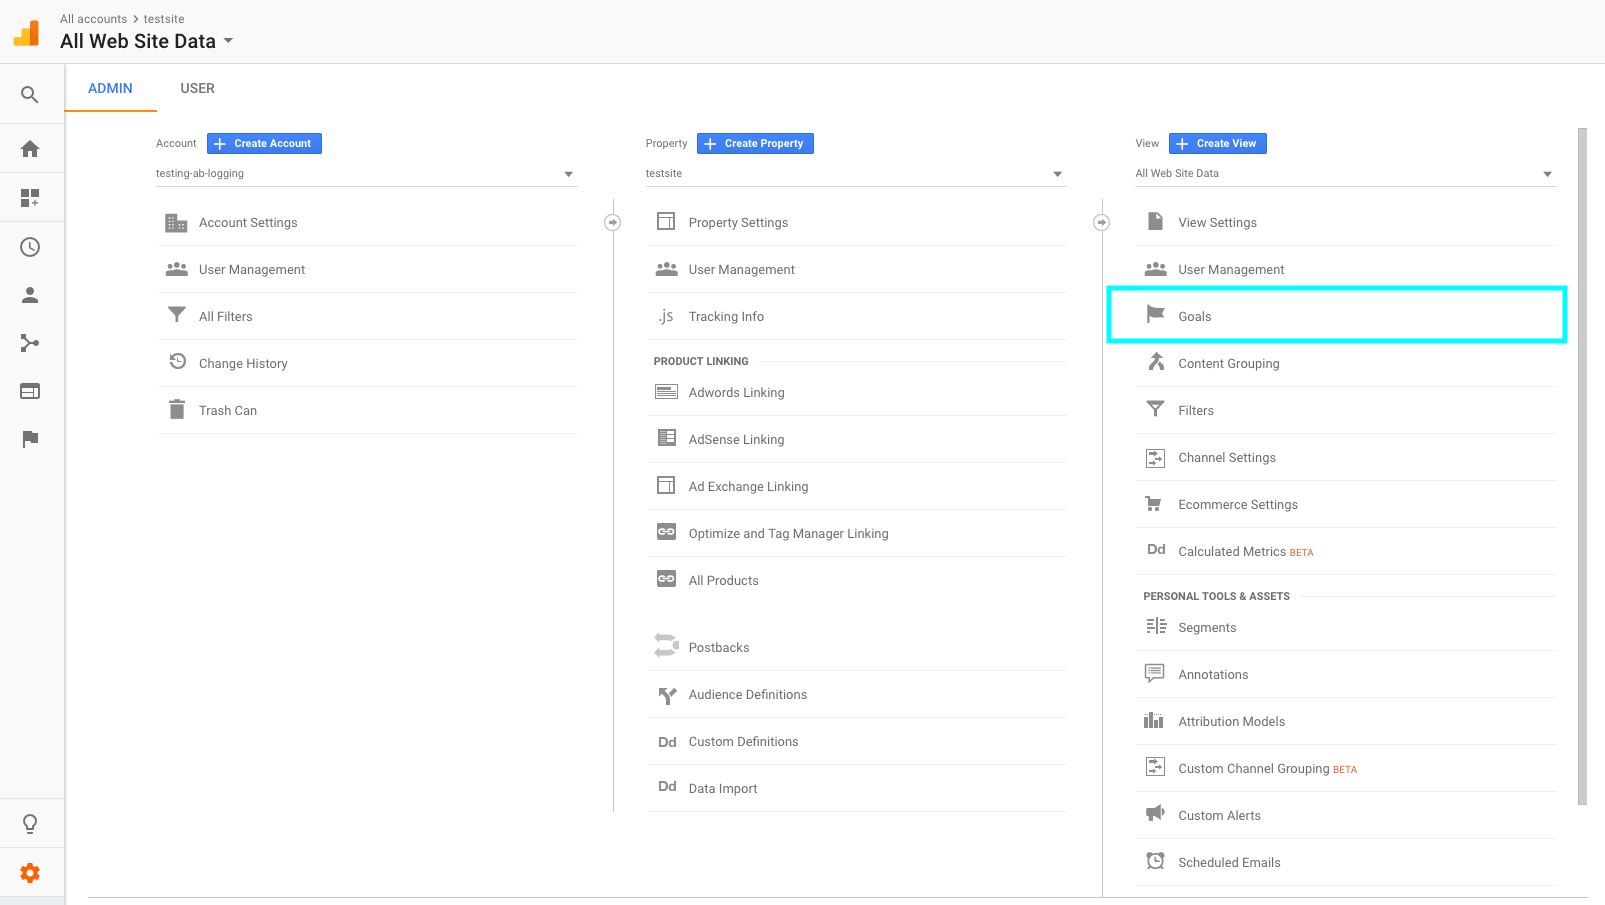 All accounts > testsite
All Web Site Data
ADMIN
USER
Account
Create Account
testing-ab-logging
Account Settings
User Management
All Filters
Change History
Trash Can
Property
Create Property
testsite
Property Settings
User Management
.js Tracking Info
PRODUCT LINKING
Adwords Linking
AdSense Linking
Ad Exchange Linking
Optimize and Tag Manager Linking
All Products
Postbacks
Audience Definitions
Dd Custom Definitions
Dd Data Import
View
Create View
All Web Site Data
View Settings
User Management
Goals
Content Grouping
Filters
Channel Settings
Ecommerce Settings
Dd Calculated Metrics BETA
PERSONAL TOOLS & ASSETS
Segments
Annotations
Attribution Models
Custom Channel Grouping BETA
Custom Alerts
Scheduled Emails